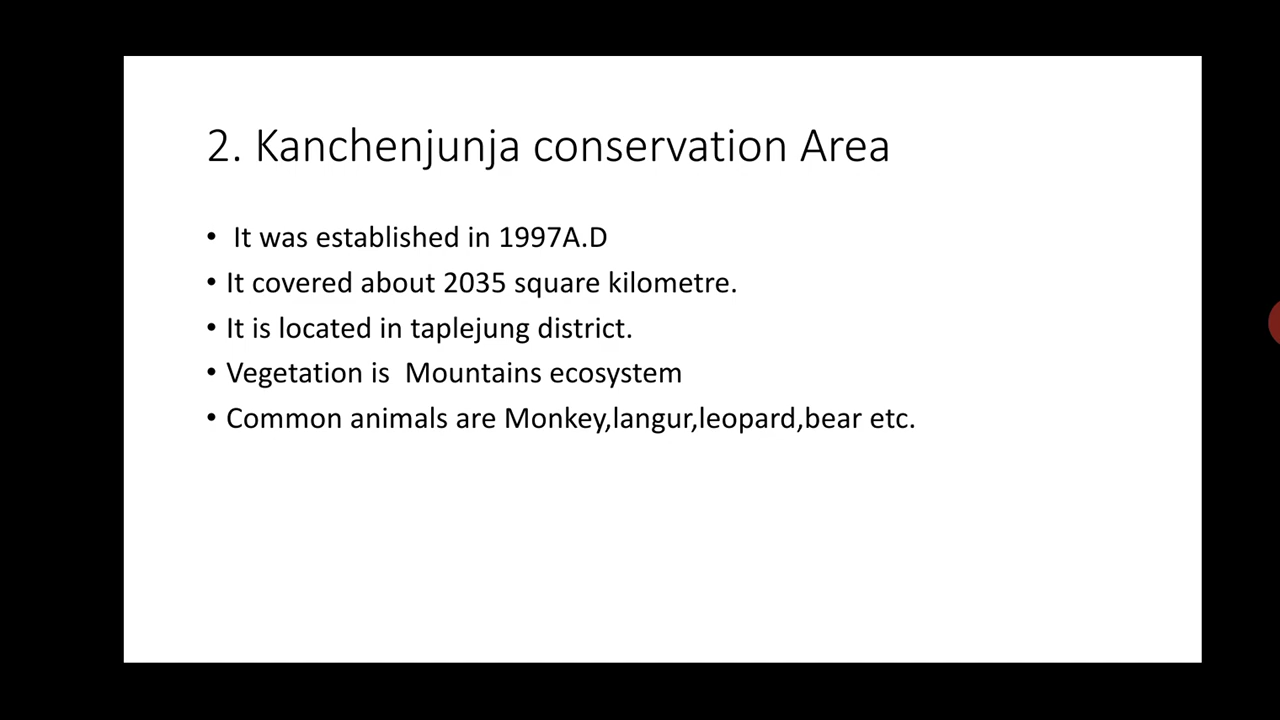 2. Kanchenjunja conservation Area
• It was established in 1997A.D
• It covered about 2035 square kilometre.
• It is located in taplejung district.
• Vegetation is  Mountains ecosystem
• Common animals are Monkey,langur,leopard,bear etc.